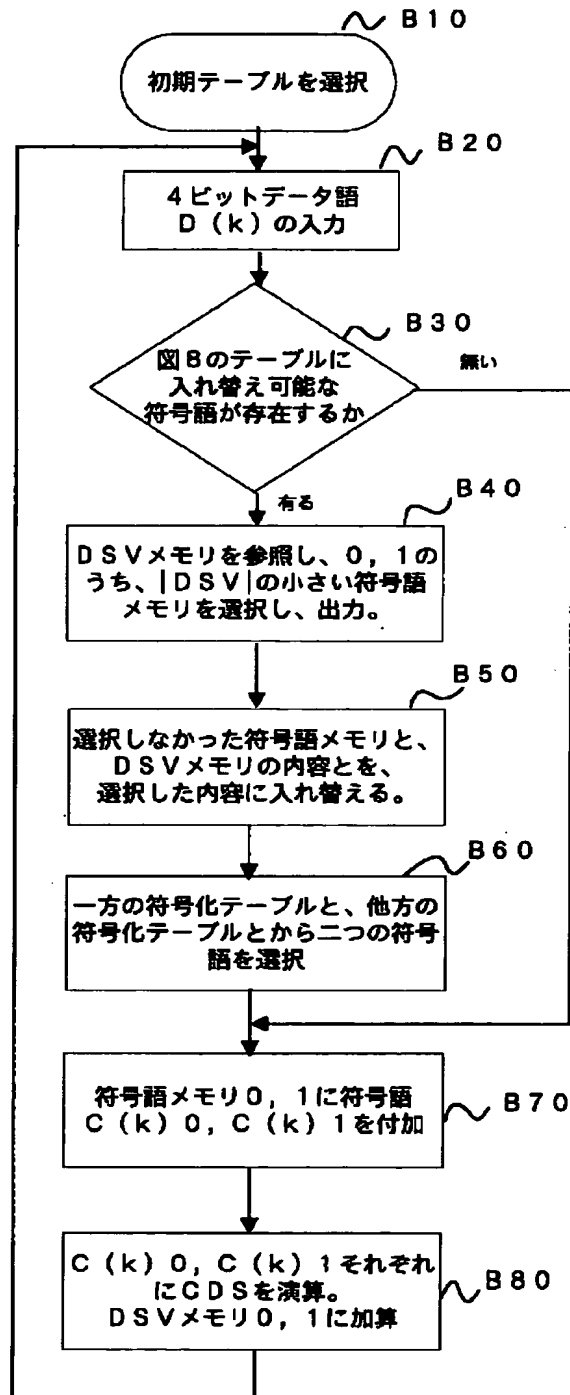 B10
初期テーブルを選択
B20
4ビットデータ語
D(k)の入力
B30
無い
図8のテーブルに
入れ替え可能な
符号語が存在するか
有る
B40
DSVメモリを参照し、0,1の
うち、|DSV|の小さい符号語
メモリを選択し、出力。
B50
選択しなかった符号語メモリと、
DSVメモリの内容とを、
選択した内容に入れ替える。
B60
一方の符号化テーブルと、他方の
符号化テーブルとから二つの符号
語を選択
符号語メモリ0,1に符号語
C(k)0,C(k)1を付加
B70
C(k)0,C(k)1それぞれ
にCDSを演算。
DSVメモリ0,1に加算
B80